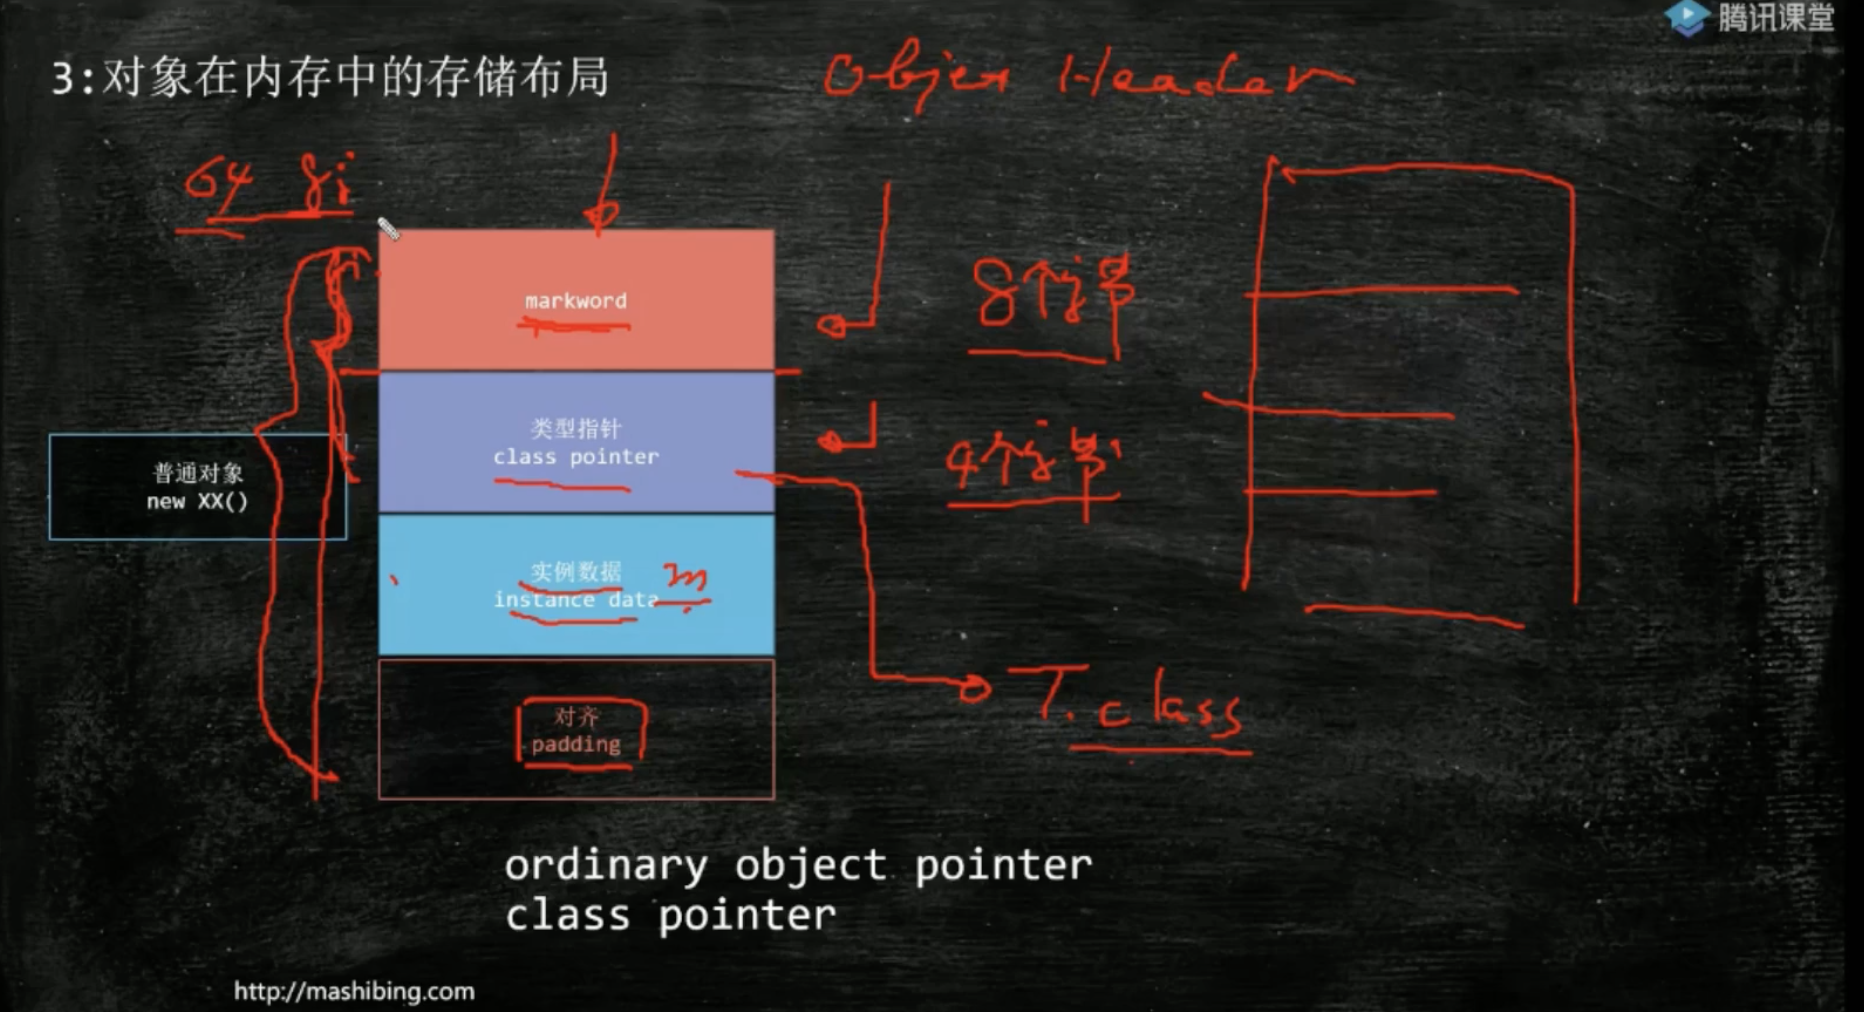 腾讯课堂
3:对象在内存中的存储布局
Object Header
64
markword
8个字节
类型指针
class pointer
4个字节
普通对象
new XX()
实例数据
m
instance data
T.class
对齐
padding
ordinary object pointer
class pointer
http://mashibing.com